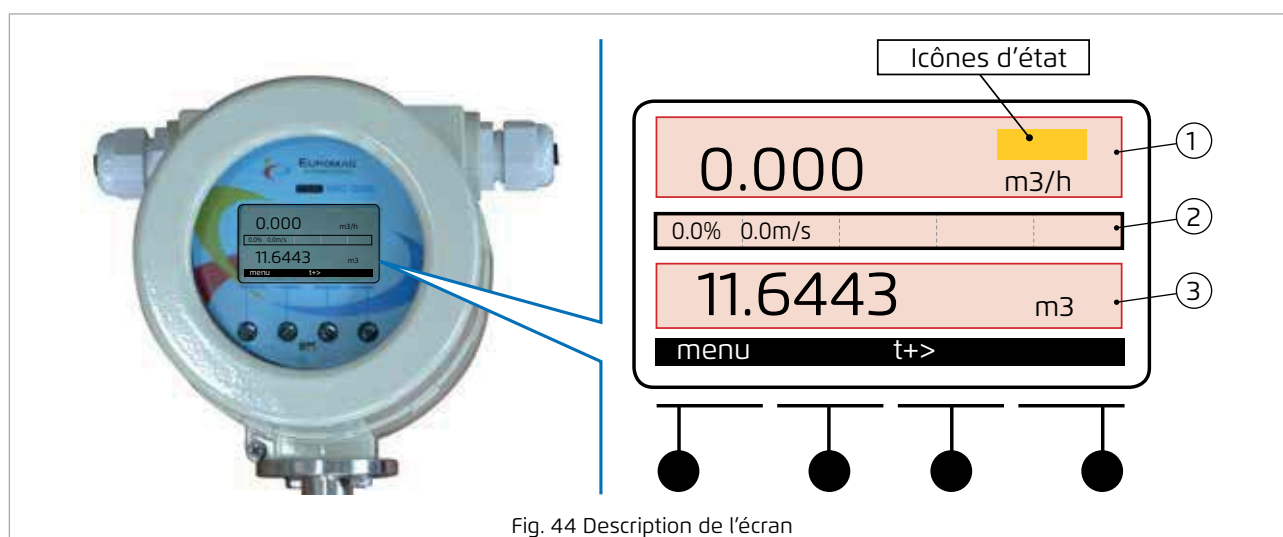 Icônes d'état
EUROMAG
0.000 m3/h
0.0% 0.0m/s
11.6443 m3
menu t+>
0.000 m3/h
1
0.0% 0.0m/s
2
11.6443 m3
3
menu t+>
Fig. 44 Description de l'écran